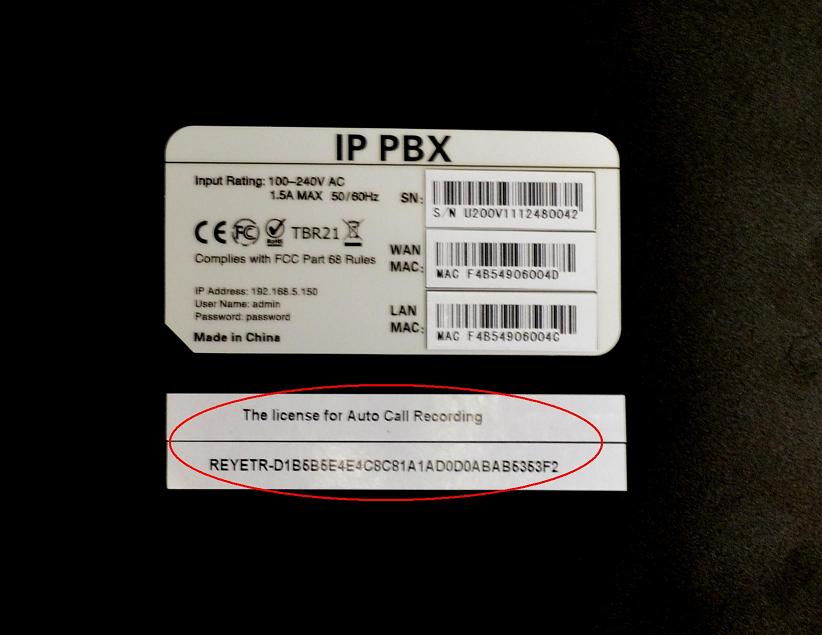 IP PBX
Input Rating: 100–240V AC
1.5A MAX 50/60Hz
SN:
S/N U200V1112480042
CE FC RoHS TBR21
Complies with FCC Part 68 Rules
WAN
MAC:
MAC F4B54906004D
IP Address: 192.168.5.150
User Name: admin
Password: password
LAN
MAC:
MAC F4B54906004C
Made in China
The license for Auto Call Recording
REYETR-D1B5B5E4E4C8C81A1AD0D0ABAB5353F2